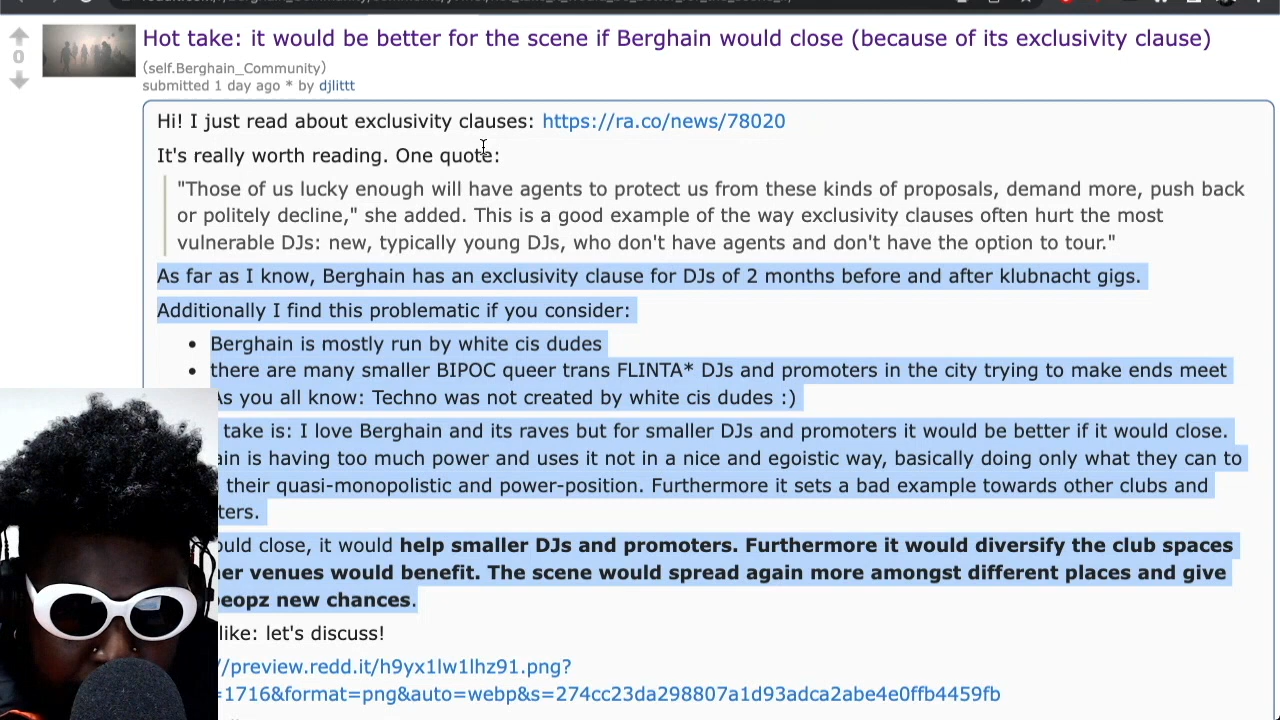 0
Hot take: it would be better for the scene if Berghain would close (because of its exclusivity clause)
(self.Berghain_Community)
submitted 1 day ago * by djlittt
Hi! I just read about exclusivity clauses: https://ra.co/news/78020
It's really worth reading. One quote:
"Those of us lucky enough will have agents to protect us from these kinds of proposals, demand more, push back
or politely decline," she added. This is a good example of the way exclusivity clauses often hurt the most
vulnerable DJs: new, typically young DJs, who don't have agents and don't have the option to tour."
As far as I know, Berghain has an exclusivity clause for DJs of 2 months before and after klubnacht gigs.
Additionally I find this problematic if you consider:
• Berghain is mostly run by white cis dudes
• there are many smaller BIPOC queer trans FLINTA* DJs and promoters in the city trying to make ends meet
As you all know: Techno was not created by white cis dudes :)
take is: I love Berghain and its raves but for smaller DJs and promoters it would be better if it would close.
is having too much power and uses it not in a nice and egoistic way, basically doing only what they can to
their quasi-monopolistic and power-position. Furthermore it sets a bad example towards other clubs and
close, it would help smaller DJs and promoters. Furthermore it would diversify the club spaces
venues would benefit. The scene would spread again more amongst different places and give
new chances.
like: let's discuss!
/preview.redd.it/h9yx1lw1lhz91.png?
=1716&format=png&auto=webp&s=274cc23da298807a1d93adca2abe4e0ffb4459fb